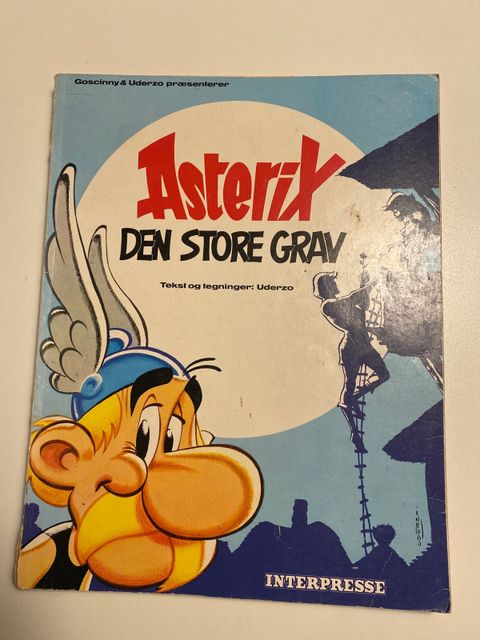 Goscinny & Uderzo præsenterer
Asterix
DEN STORE GRAV
Tekst og tegninger: Uderzo
INTERPRESSE